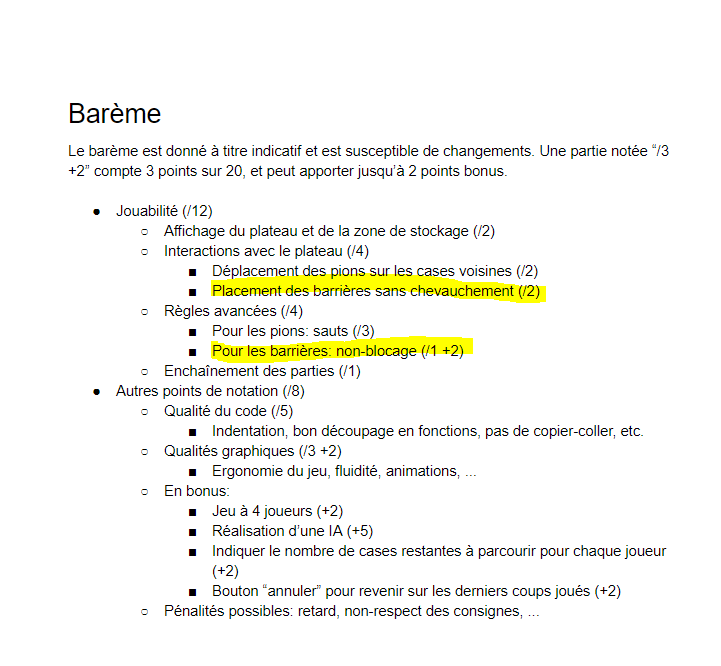 Barème
Le barème est donné à titre indicatif et est susceptible de changements. Une partie notée “/3
+2” compte 3 points sur 20, et peut apporter jusqu’à 2 points bonus.
● Jouabilité (/12)
○ Affichage du plateau et de la zone de stockage (/2)
○ Interactions avec le plateau (/4)
■ Déplacement des pions sur les cases voisines (/2)
■ Placement des barrières sans chevauchement (/2)
○ Règles avancées (/4)
■ Pour les pions: sauts (/3)
■ Pour les barrières: non-blocage (/1 +2)
○ Enchaînement des parties (/1)
● Autres points de notation (/8)
○ Qualité du code (/5)
■ Indentation, bon découpage en fonctions, pas de copier-coller, etc.
○ Qualités graphiques (/3 +2)
■ Ergonomie du jeu, fluidité, animations, ...
○ En bonus:
■ Jeu à 4 joueurs (+2)
■ Réalisation d’une IA (+5)
■ Indiquer le nombre de cases restantes à parcourir pour chaque joueur
(+2)
■ Bouton “annuler” pour revenir sur les derniers coups joués (+2)
○ Pénalités possibles: retard, non-respect des consignes, ...